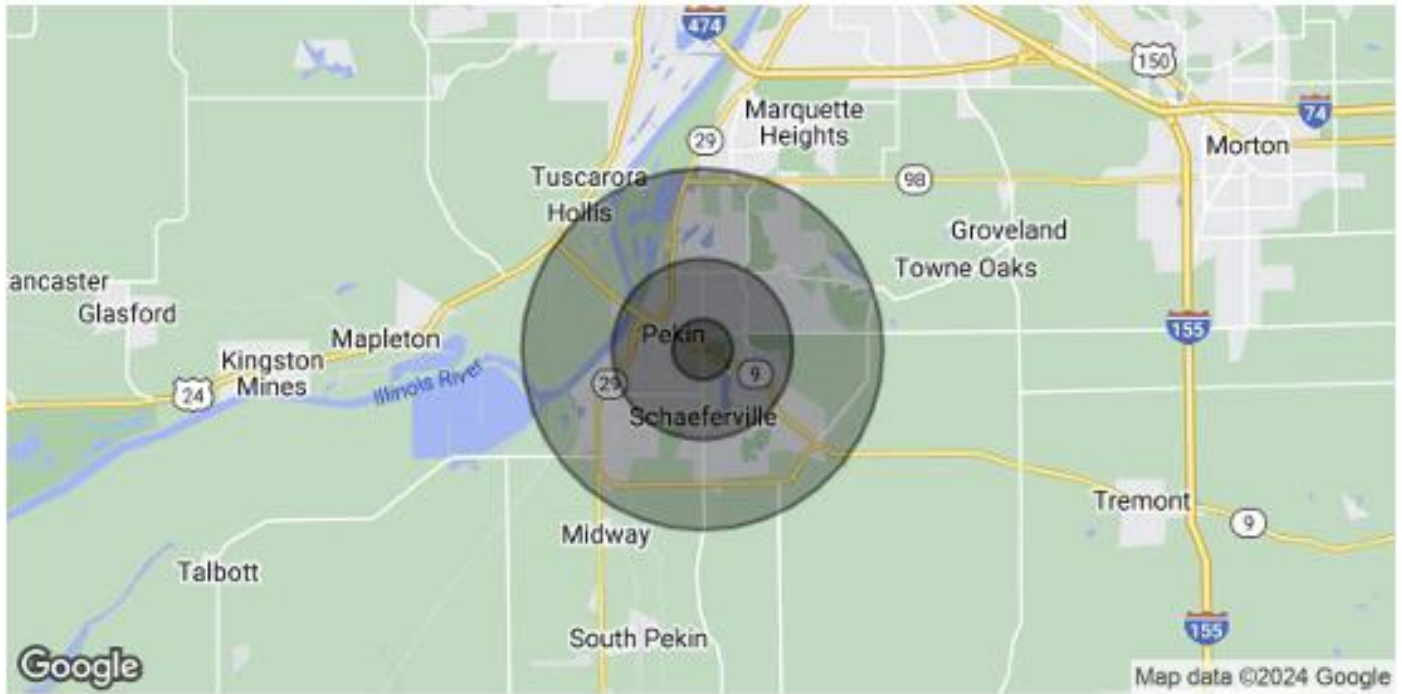 474
150
Marquette
Heights
74
29
Morton
Tuscarora
98
Hollis
Groveland
Towne Oaks
ancaster
Glasford
155
Pekin
Mapleton
Kingston
Mines
24
Illinois River
29
9
Schaeferville
Tremont
9
Midway
Talbott
155
South Pekin
Google
Map data ©2024 Google